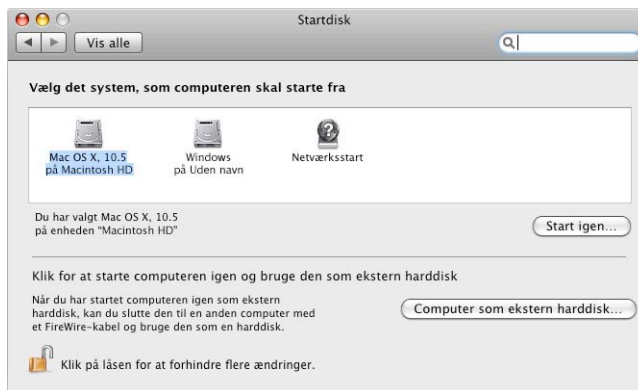 Startdisk
Vis alle
Vælg det system, som computeren skal starte fra
Mac OS X, 10.5
på Macintosh HD
Windows
på Uden navn
Netværksstart
Du har valgt Mac OS X, 10.5
på enheden "Macintosh HD"
Start igen...
Klik for at starte computeren igen og bruge den som ekstern harddisk
Når du har startet computeren igen som ekstern
harddisk, kan du slutte den til en anden computer med
et FireWire-kabel og bruge den som en harddisk.
Computer som ekstern harddisk...
Klik på låsen for at forhindre flere ændringer.